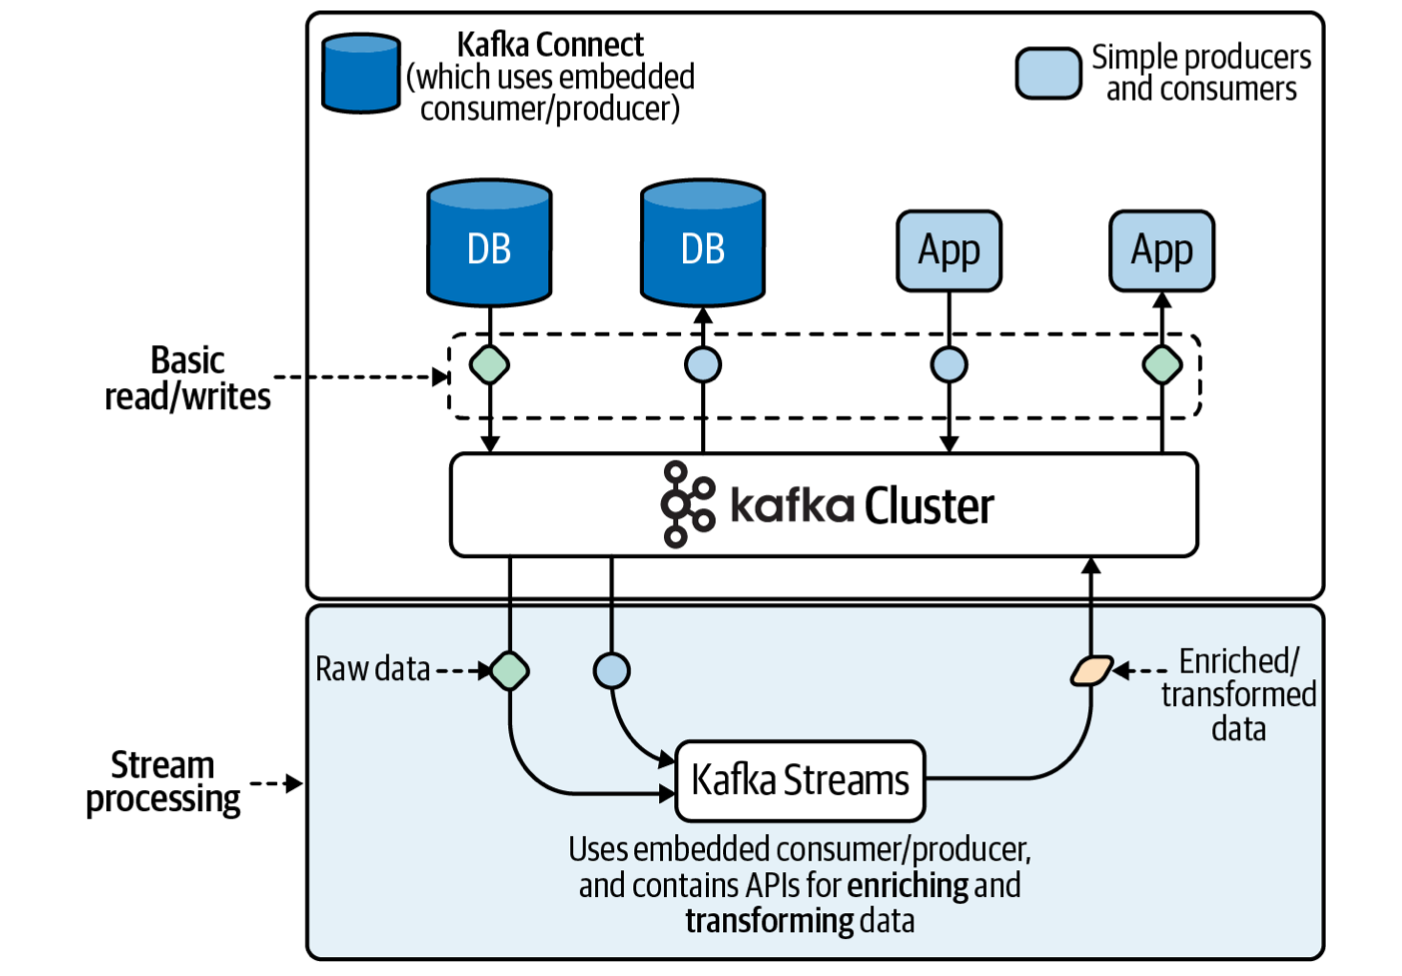 Kafka Connect
(which uses embedded
consumer/producer)
Simple producers
and consumers
DB
DB
App
App
Basic
read/writes
kafka Cluster
Raw data
Enriched/
transformed
data
Stream
processing
Kafka Streams
Uses embedded consumer/producer,
and contains APIs for enriching and
transforming data